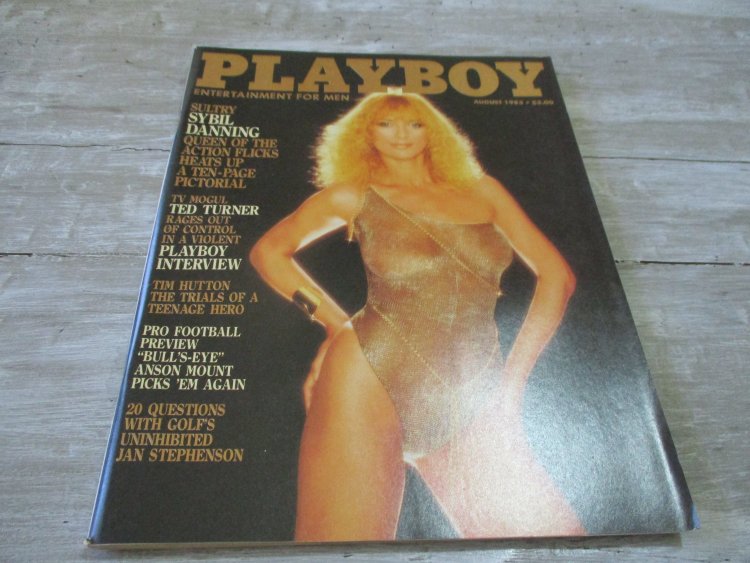 PLAYBOY
ENTERTAINMENT FOR MEN
AUGUST 1983 • $3.00
SULTRY
SYBIL
DANNING
QUEEN OF THE
ACTION FLICKS
HEATS UP
A TEN-PAGE
PICTORIAL
TV MOGUL
TED TURNER
RAGES OUT
OF CONTROL
IN A VIOLENT
PLAYBOY
INTERVIEW
TIM HUTTON
THE TRIALS OF A
TEENAGE HERO
PRO FOOTBALL
PREVIEW
"BULL'S-EYE"
ANSON MOUNT
PICKS 'EM AGAIN
20 QUESTIONS
WITH GOLF'S
UNINHIBITED
JAN STEPHENSON